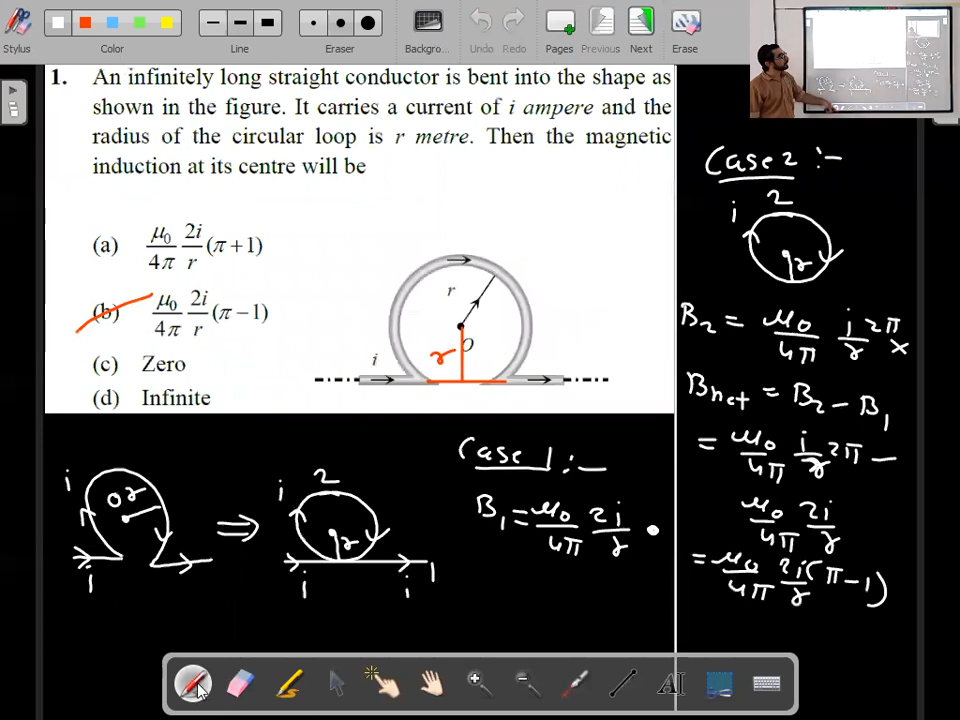 Stylus
Color
Line
Eraser
Backgro...
Undo
Redo
Pages
Previous
Next
Erase
1. An infinitely long straight conductor is bent into the shape as
shown in the figure. It carries a current of i ampere and the
radius of the circular loop is r metre. Then the magnetic
induction at its centre will be
(a) μ₀/4π 2i/r (π + 1)
(b) μ₀/4π 2i/r (π − 1)
(c) Zero
(d) Infinite
r
O
r
i
i
O r
i
⇒
i
2
r
i
i
1
Case 1 :-
B₁ = μ₀/4π 2i/r •
Case 2 :-
i
2
r
B₂ = μ₀/4π i/r 2π ×
Bnet = B₂ − B₁
= μ₀/4π i/r 2π −
μ₀/4π 2i/r
= μ₀/4π 2i/r (π − 1)
AI